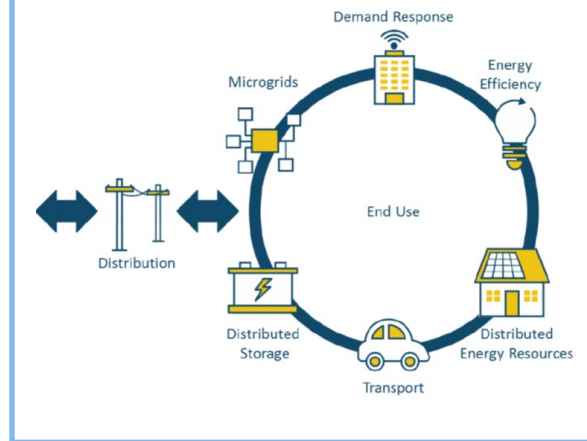 Demand Response
Energy
Efficiency
Microgrids
End Use
Distribution
Distributed
Storage
Distributed
Energy Resources
Transport